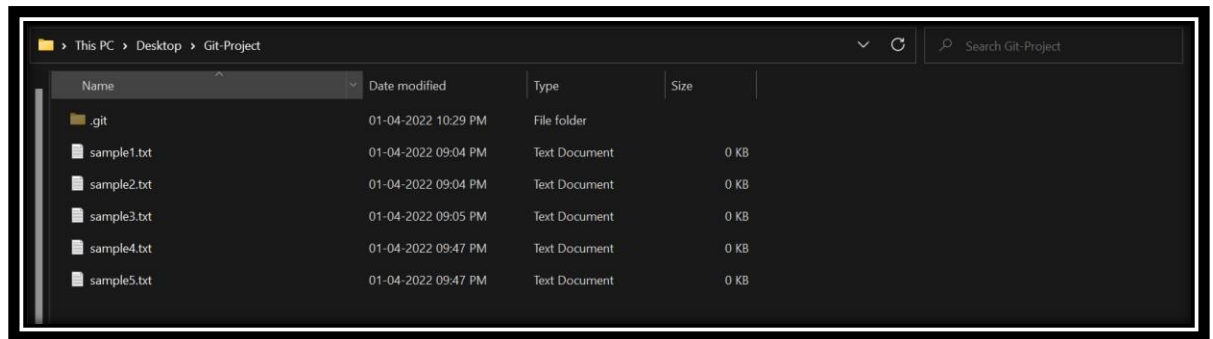 This PC > Desktop > Git-Project Search Git-Project
Name Date modified Type Size
.git 01-04-2022 10:29 PM File folder
sample1.txt 01-04-2022 09:04 PM Text Document 0 KB
sample2.txt 01-04-2022 09:04 PM Text Document 0 KB
sample3.txt 01-04-2022 09:05 PM Text Document 0 KB
sample4.txt 01-04-2022 09:47 PM Text Document 0 KB
sample5.txt 01-04-2022 09:47 PM Text Document 0 KB